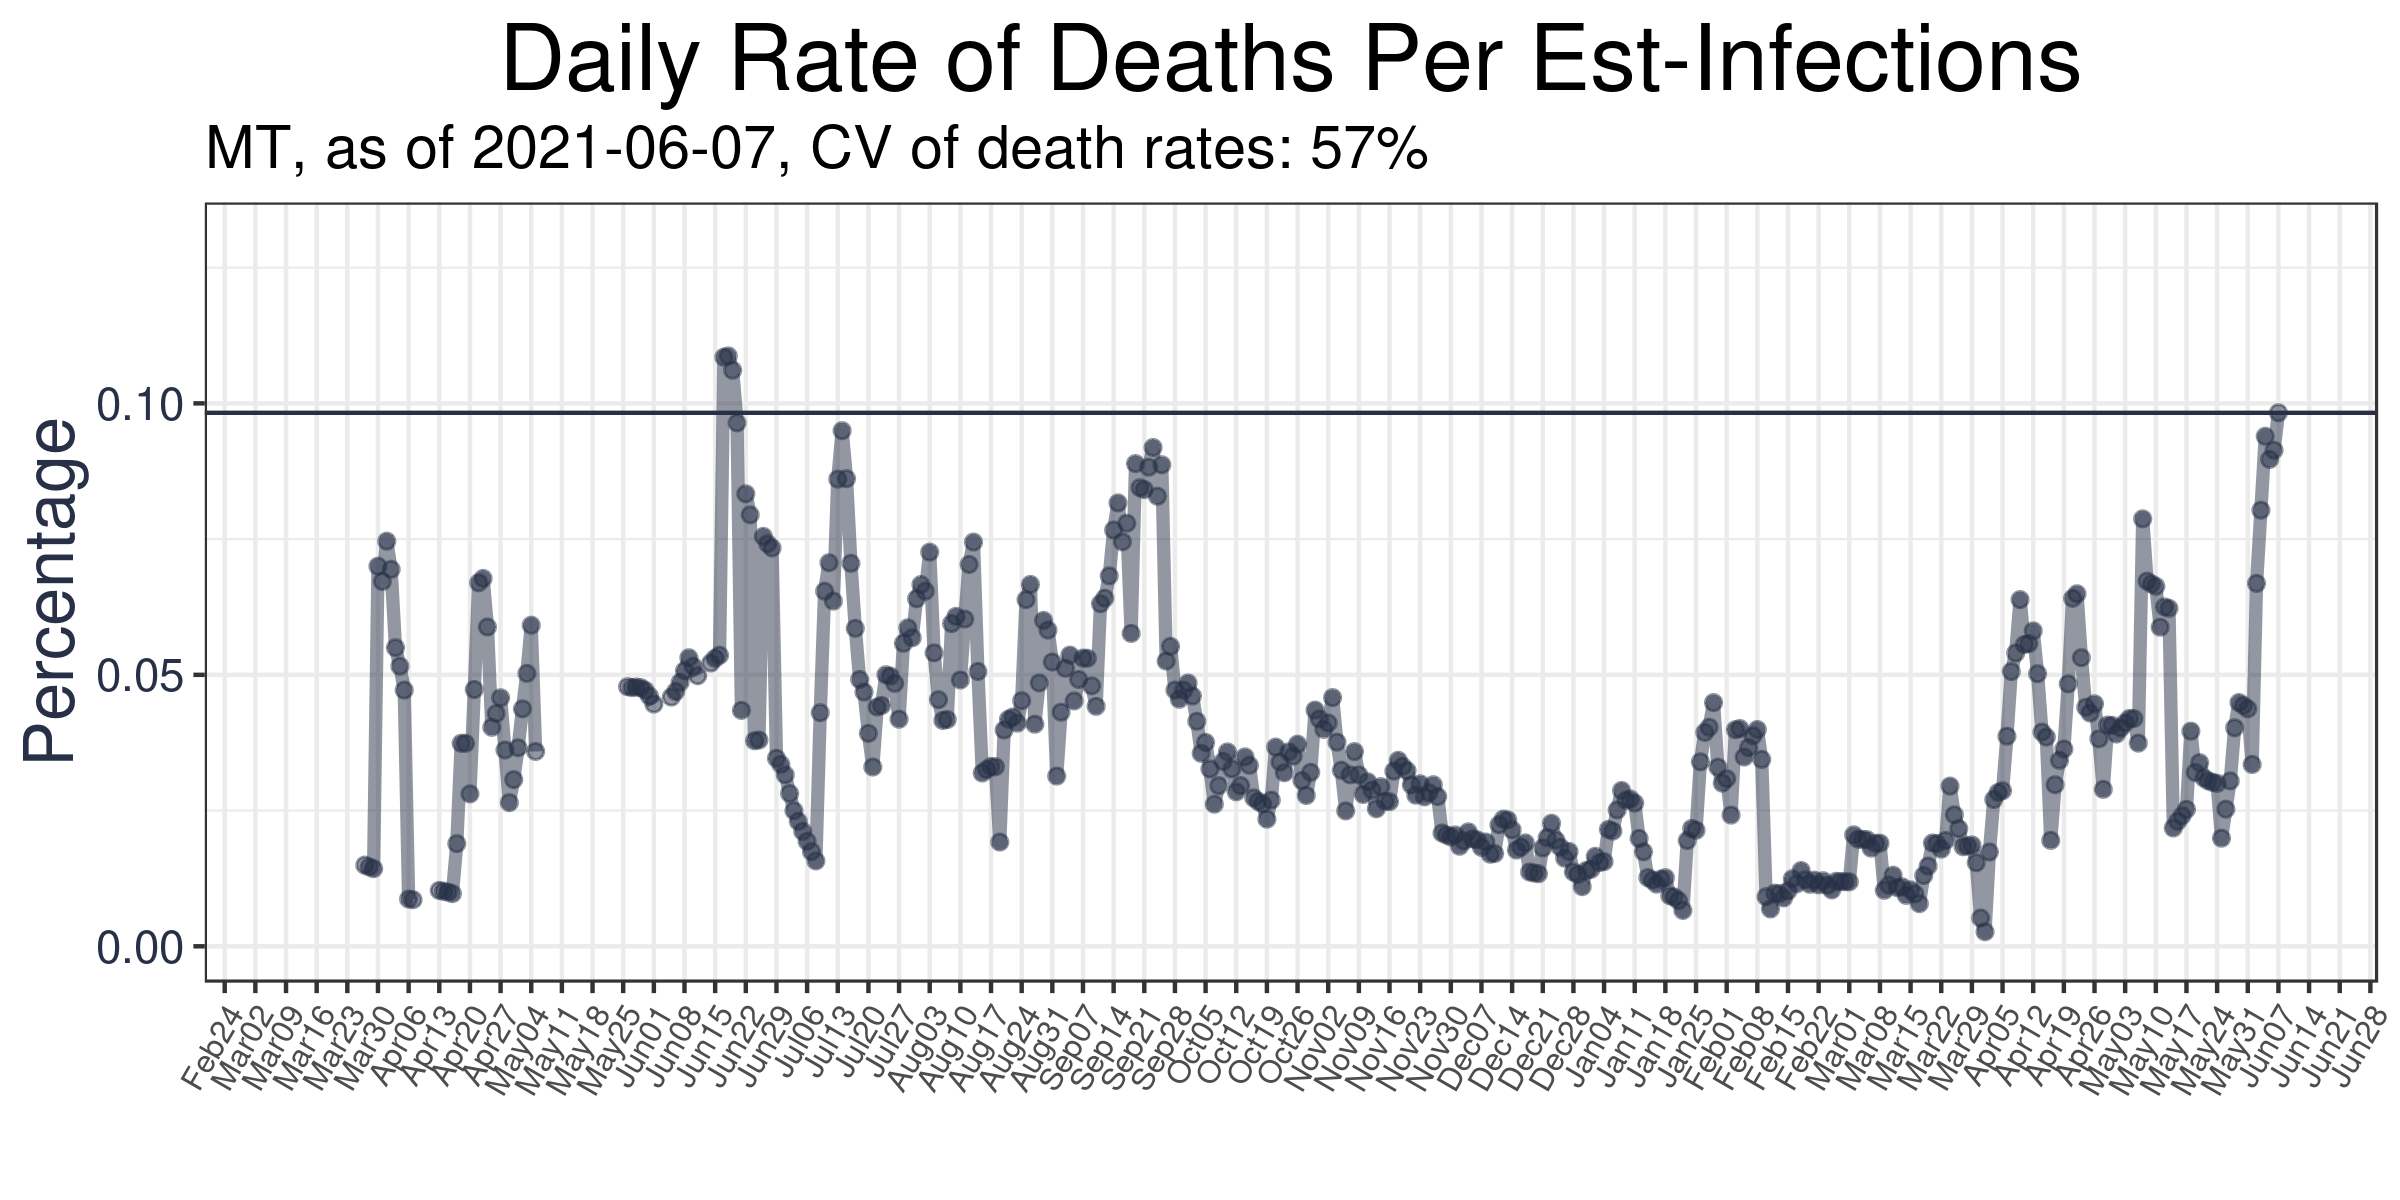 Daily Rate of Deaths Per Est-Infections
MT, as of 2021-06-07, CV of death rates: 57%
Percentage
0.10
0.05
0.00
Feb24
Mar02
Mar09
Mar16
Mar23
Mar30
Apr06
Apr13
Apr20
Apr27
May04
May11
May18
May25
Jun01
Jun08
Jun15
Jun22
Jun29
Jul06
Jul13
Jul20
Jul27
Aug03
Aug10
Aug17
Aug24
Aug31
Sep07
Sep14
Sep21
Sep28
Oct05
Oct12
Oct19
Oct26
Nov02
Nov09
Nov16
Nov23
Nov30
Dec07
Dec14
Dec21
Dec28
Jan04
Jan11
Jan18
Jan25
Feb01
Feb08
Feb15
Feb22
Mar01
Mar08
Mar15
Mar22
Mar29
Apr05
Apr12
Apr19
Apr26
May03
May10
May17
May24
May31
Jun07
Jun14
Jun21
Jun28